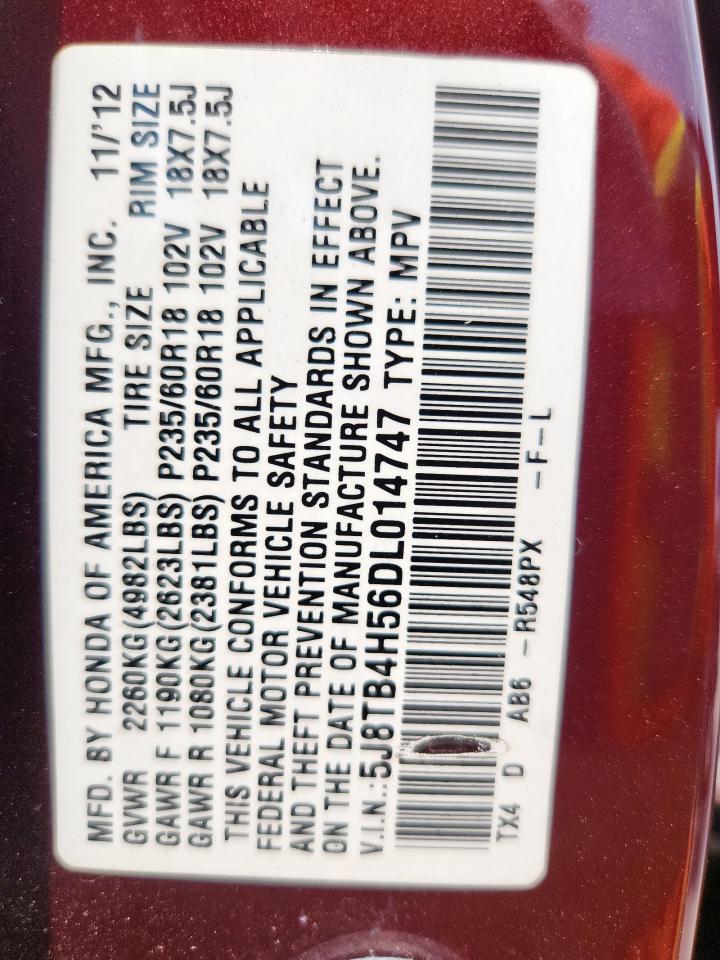 MFD. BY HONDA OF AMERICA MFG., INC. 11/'12
GVWR 2260KG(4982LBS) TIRE SIZE RIM SIZE
GAWR F 1190KG(2623LBS) P235/60R18 102V 18X7.5J
GAWR R 1080KG(2381LBS) P235/60R18 102V 18X7.5J
THIS VEHICLE CONFORMS TO ALL APPLICABLE
FEDERAL MOTOR VEHICLE SAFETY
AND THEFT PREVENTION STANDARDS IN EFFECT
ON THE DATE OF MANUFACTURE SHOWN ABOVE.
V.I.N.:5J8TB4H56DL014747 TYPE: MPV
TX4 D AB6 -R548PX -F-L